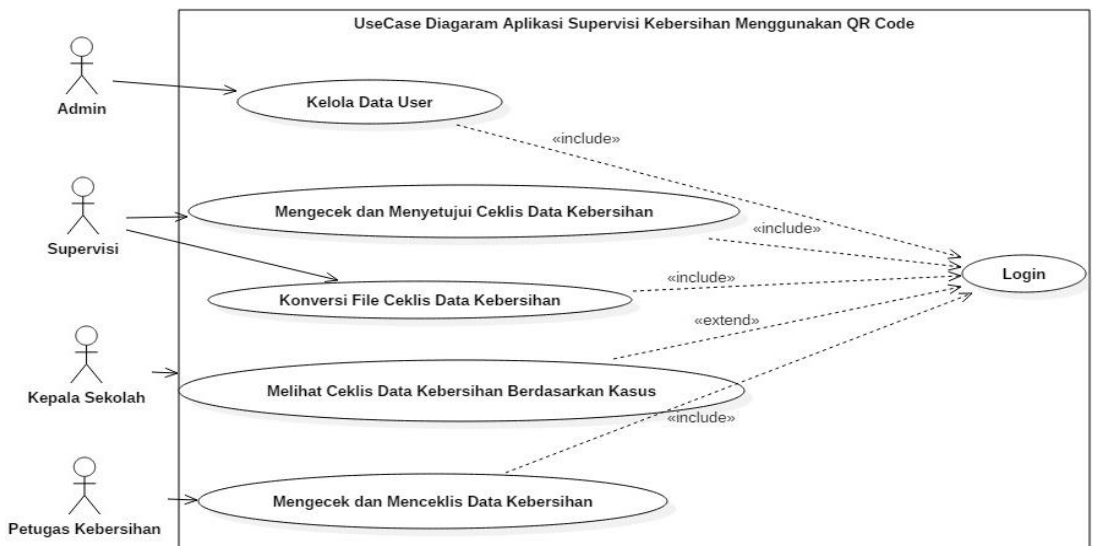 UseCase Diagaram Aplikasi Supervisi Kebersihan Menggunakan QR Code
Admin
Kelola Data User
«include»
Supervisi
Mengecek dan Menyetujui Ceklis Data Kebersihan
«include»
Login
Konversi File Ceklis Data Kebersihan
«include»
«extend»
Kepala Sekolah
Melihat Ceklis Data Kebersihan Berdasarkan Kasus
«include»
Petugas Kebersihan
Mengecek dan Menceklis Data Kebersihan